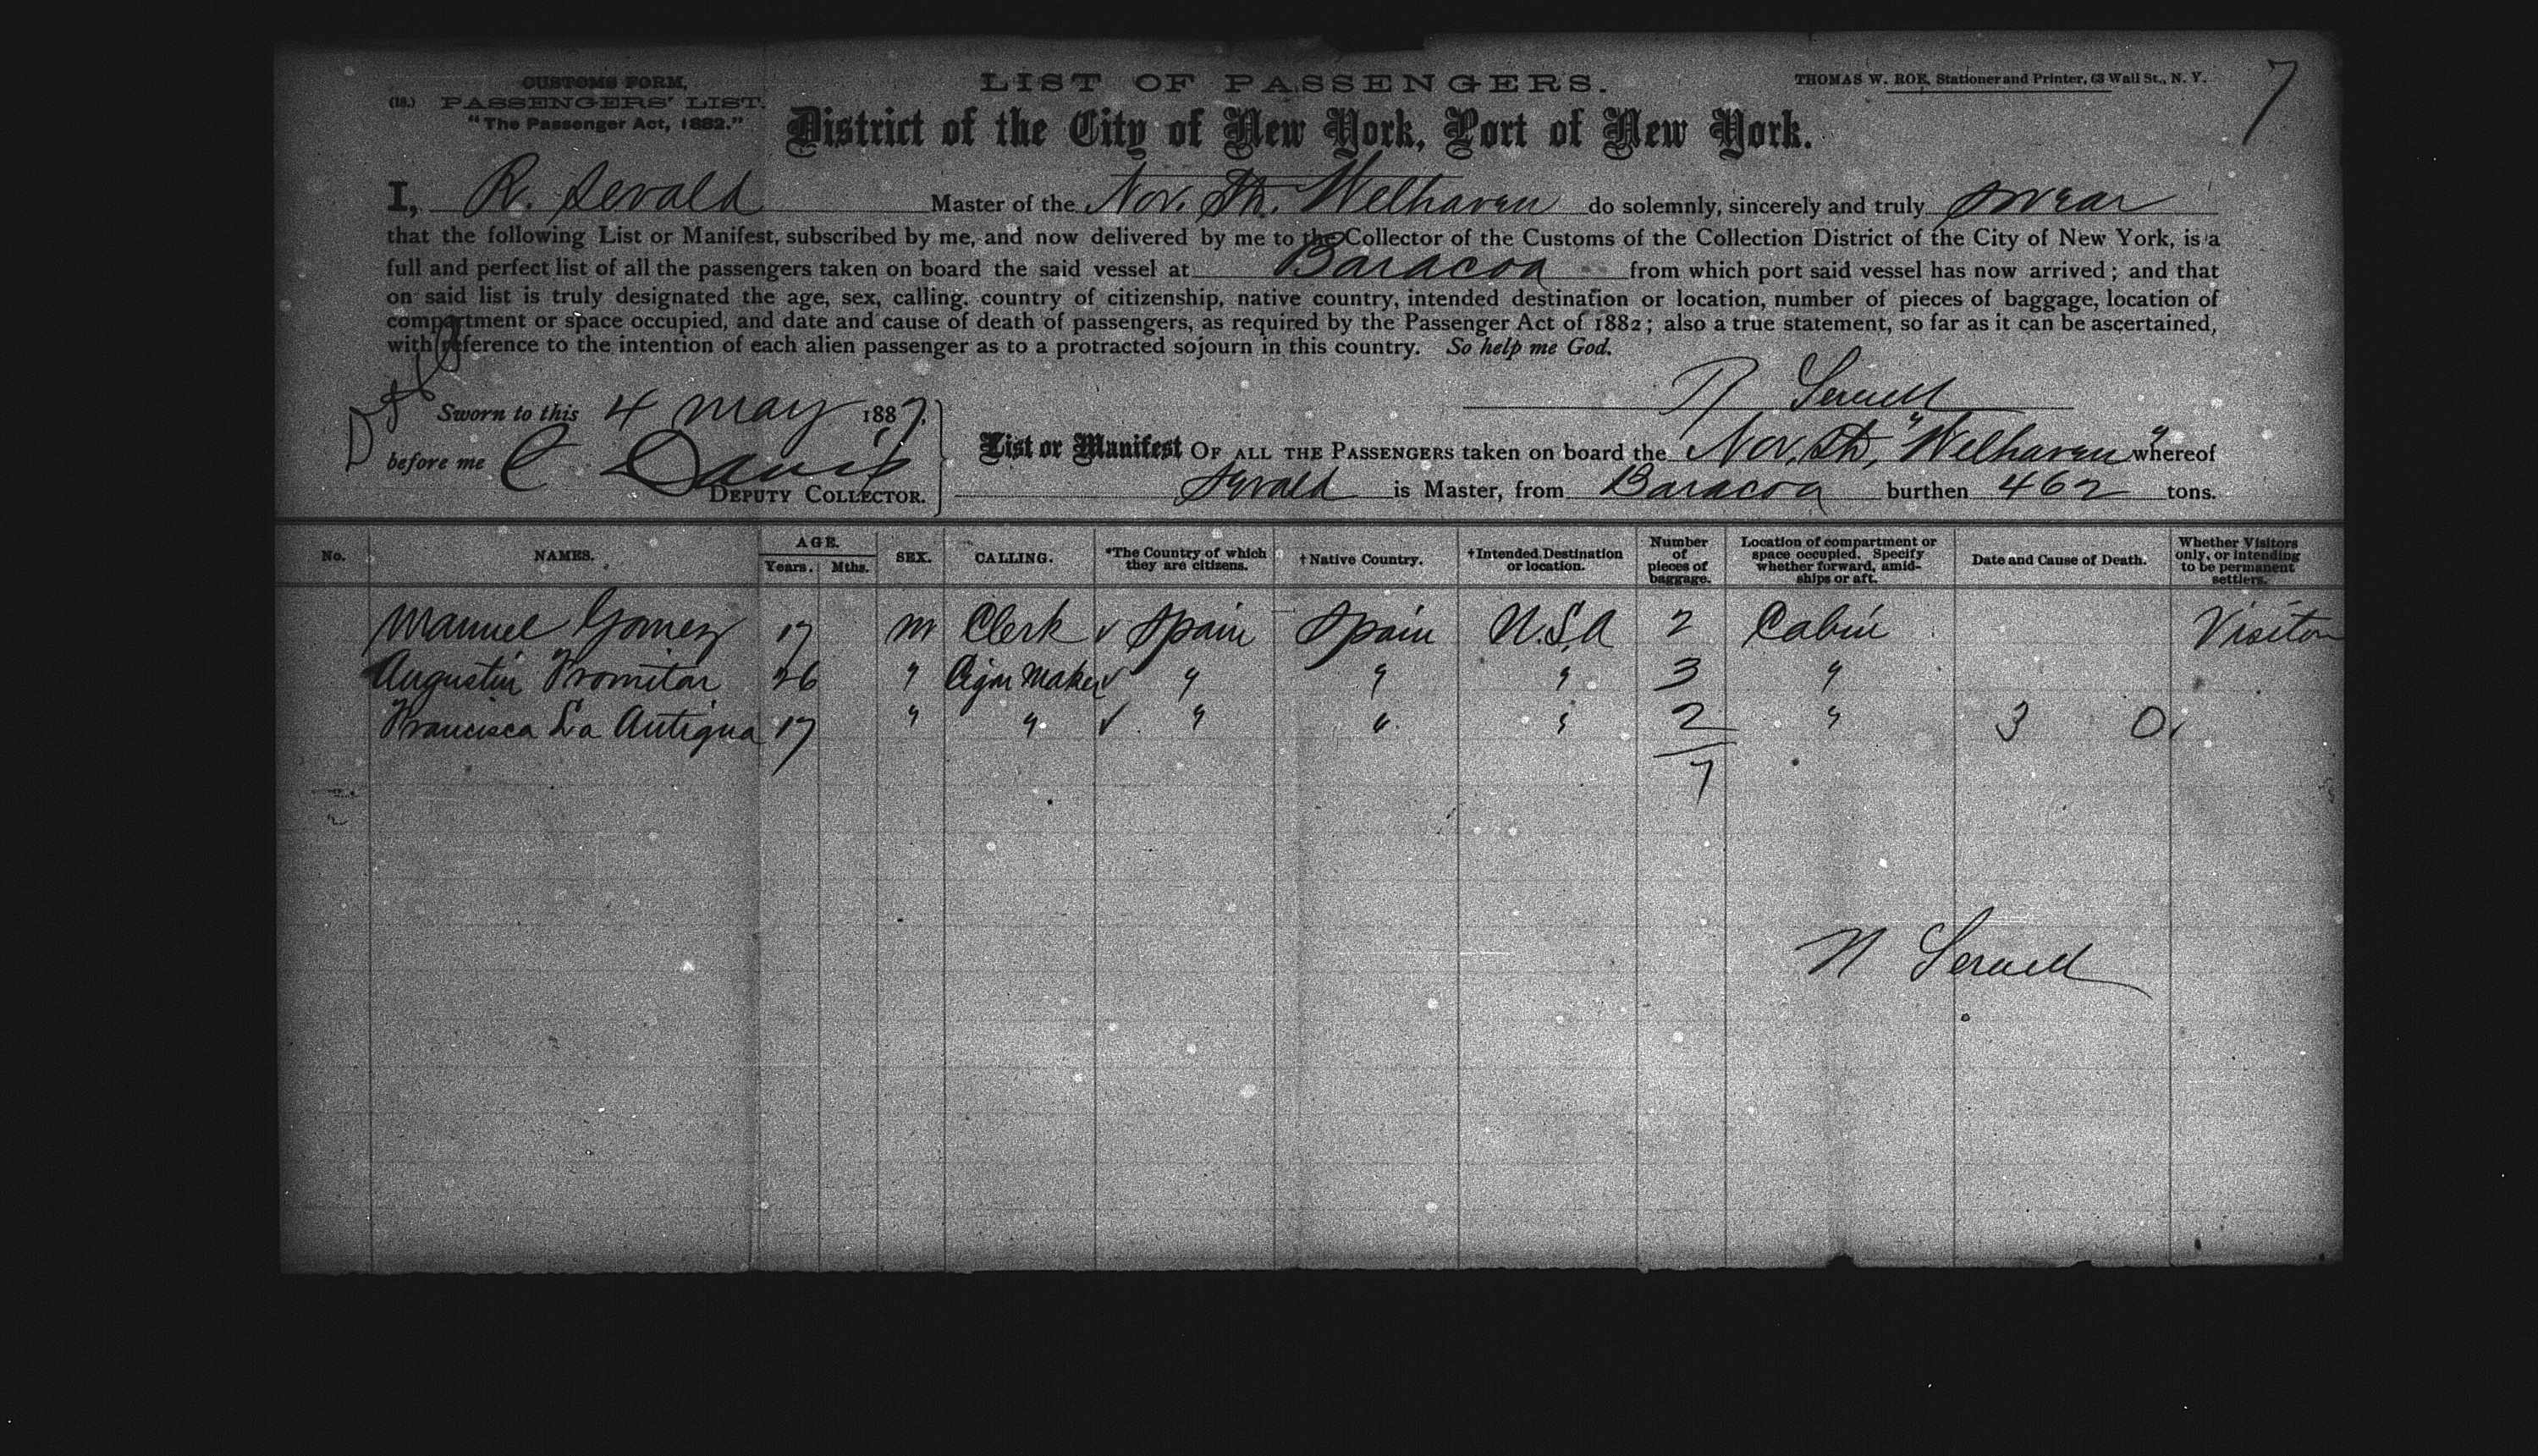 CUSTOMS FORM,
(18.) PASSENGERS' LIST.
"The Passenger Act, 1882."
LIST OF PASSENGERS.
THOMAS W. ROE, Stationer and Printer, 63 Wall St., N. Y.
7
District of the City of New York, Port of New York.
I, R. Sevald Master of the Nor. St. Welhaven do solemnly, sincerely and truly swear
that the following List or Manifest, subscribed by me, and now delivered by me to the Collector of the Customs of the Collection District of the City of New York, is a
full and perfect list of all the passengers taken on board the said vessel at Baracoa from which port said vessel has now arrived; and that
on said list is truly designated the age, sex, calling. country of citizenship, native country, intended destination or location, number of pieces of baggage, location of
compartment or space occupied, and date and cause of death of passengers, as required by the Passenger Act of 1882; also a true statement, so far as it can be ascertained,
with reference to the intention of each alien passenger as to a protracted sojourn in this country. So help me God.
Sworn to this 4 may 1887.
before me C Davis
DEPUTY COLLECTOR.
List or Manifest OF ALL THE PASSENGERS taken on board the Nor. St. "Welhaven" whereof
Sevald is Master, from Baracoa burthen 462 tons.
No. NAMES. AGE. Years. Mths. SEX. CALLING. *The Country of which they are citizens. †Native Country. †Intended Destination or location. Number of pieces of baggage. Location of compartment or space occupied. Specify whether forward, amidships or aft. Date and Cause of Death. Whether Visitors only, or intending to be permanent settlers.
Manuel Gomez 17 m Clerk ✓ Spain Spain U.S.A 2 Cabin Visitor
Augustin 26 " Cigar Maker ✓ " " " 3 "
Francisca La Antigua 17 " " ✓ " " " 2 " 3 0
7